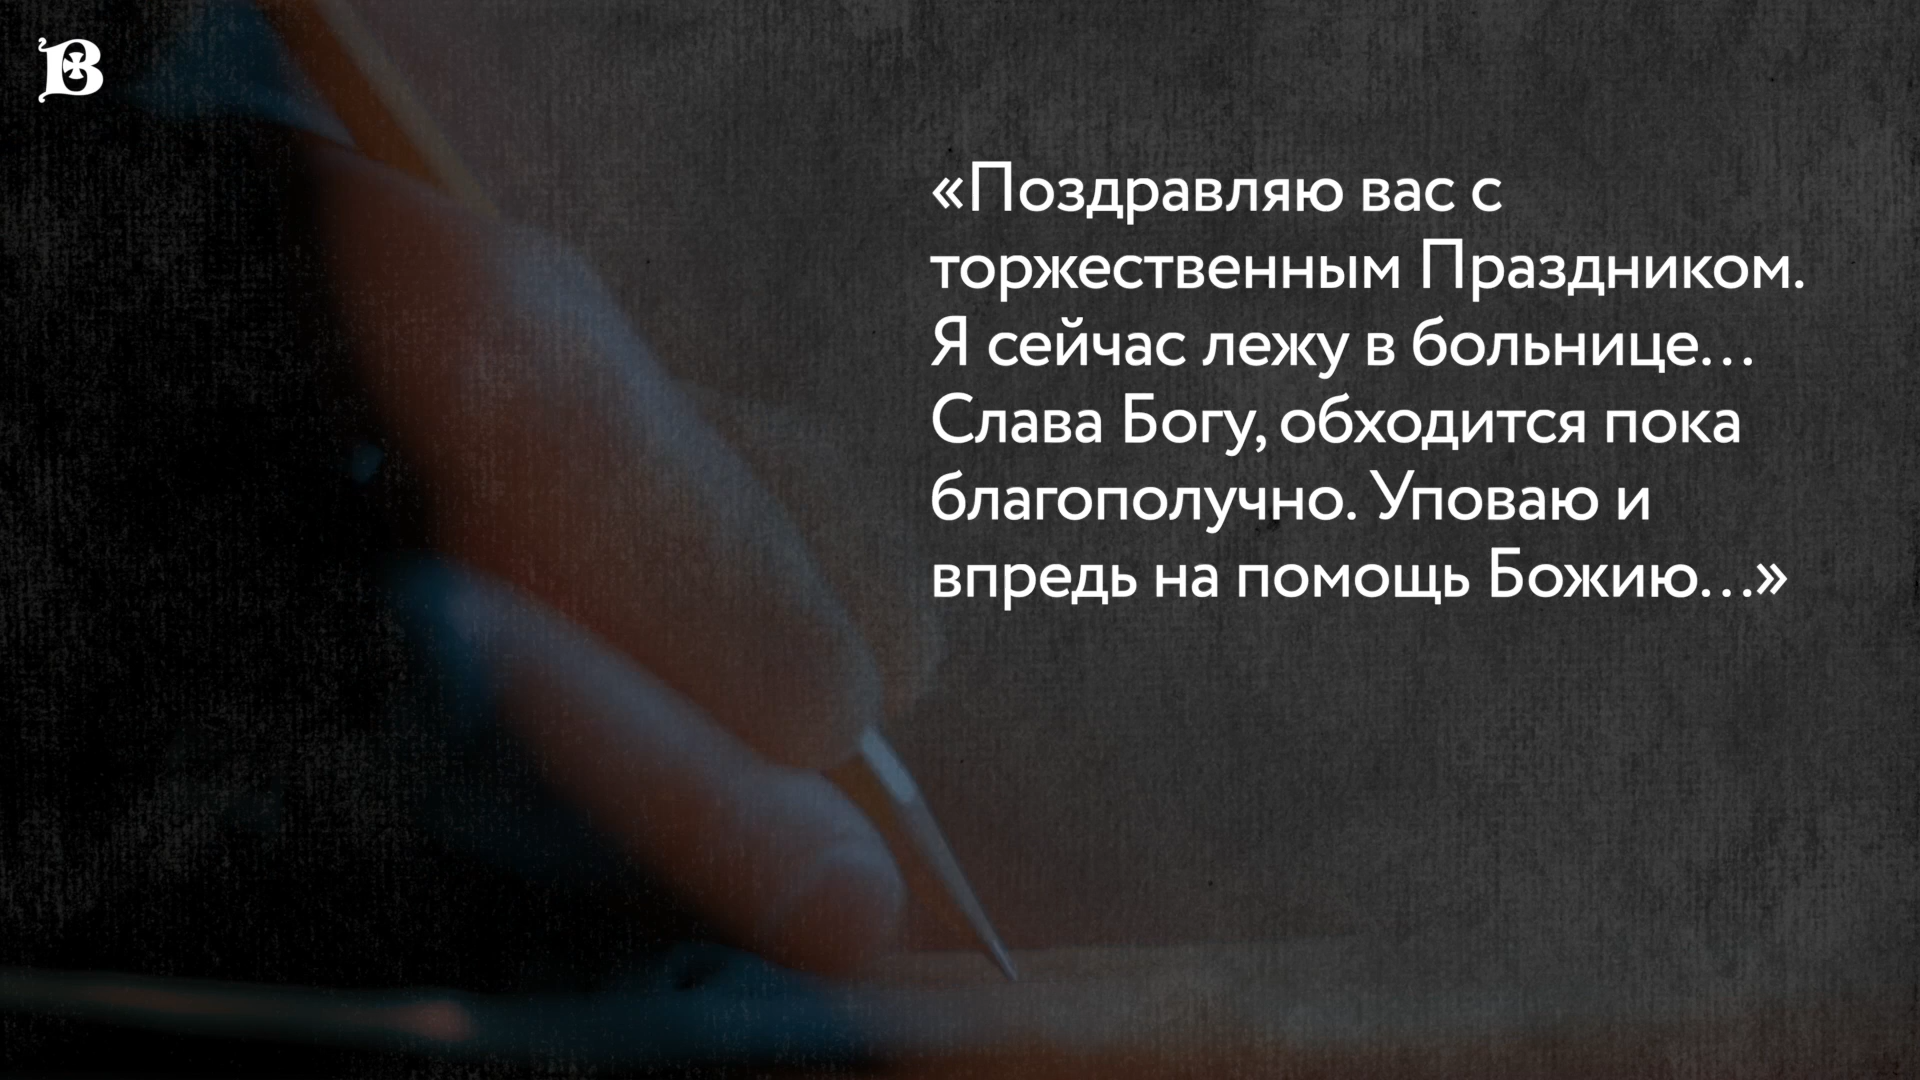 В
«Поздравляю вас с
торжественным Праздником.
Я сейчас лежу в больнице...
Слава Богу, обходится пока
благополучно. Уповаю и
впредь на помощь Божию...»